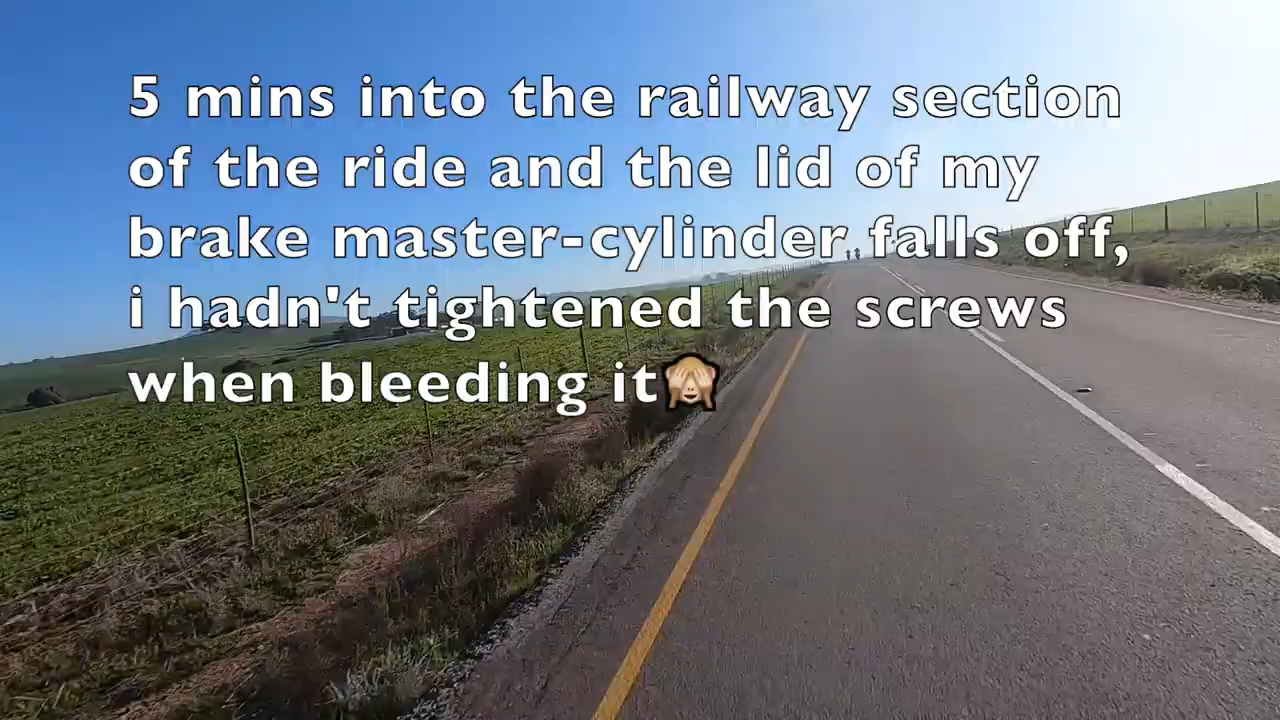 5 mins into the railway section
of the ride and the lid of my
brake master-cylinder falls off,
i hadn't tightened the screws
when bleeding it🙈